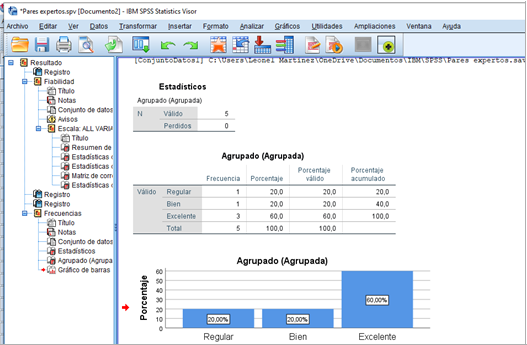 *Pares expertos.spv [Documento2] - IBM SPSS Statistics Visor
Archivo Editar Ver Datos Transformar Insertar Formato Analizar Gráficos Utilidades Ampliaciones Ventana Ayuda
Resultado
Registro
Fiabilidad
Título
Notas
Conjunto de datos
Avisos
Escala: ALL VARIA
Título
Resumen de
Estadísticas
Estadísticas
Matriz de corre
Estadísticas
Registro
Registro
Frecuencias
Título
Notas
Conjunto de datos
Estadísticos
Agrupado (Agrupa
Gráfico de barras
[ConjuntoDatos1] C:\Users\Leonel Martinez\OneDrive\Documentos\IBM\SPSS\Pares expertos.sav
Estadísticos
Agrupado (Agrupada)
N Válido 5
Perdidos 0
Agrupado (Agrupada)
Frecuencia Porcentaje Porcentaje válido Porcentaje acumulado
Válido Regular 1 20,0 20,0 20,0
Bien 1 20,0 20,0 40,0
Excelente 3 60,0 60,0 100,0
Total 5 100,0 100,0
Agrupado (Agrupada)
Porcentaje
60
50
40
30
20
10
0
20,00% 20,00% 60,00%
Regular Bien Excelente